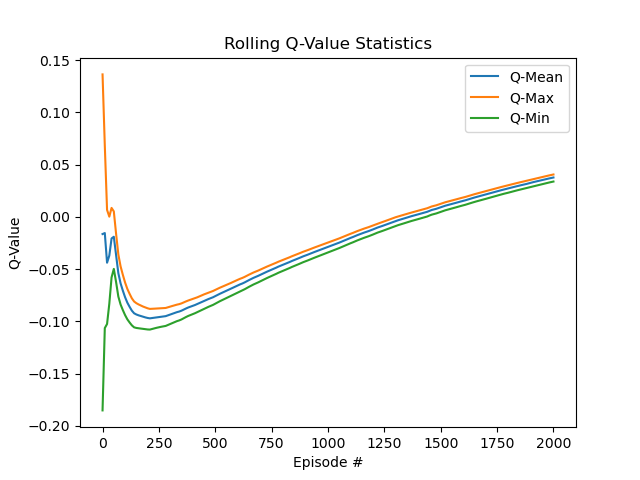 Rolling Q-Value Statistics
Q-Mean
Q-Max
Q-Min
Q-Value
0.15
0.10
0.05
0.00
−0.05
−0.10
−0.15
−0.20
0 250 500 750 1000 1250 1500 1750 2000
Episode #